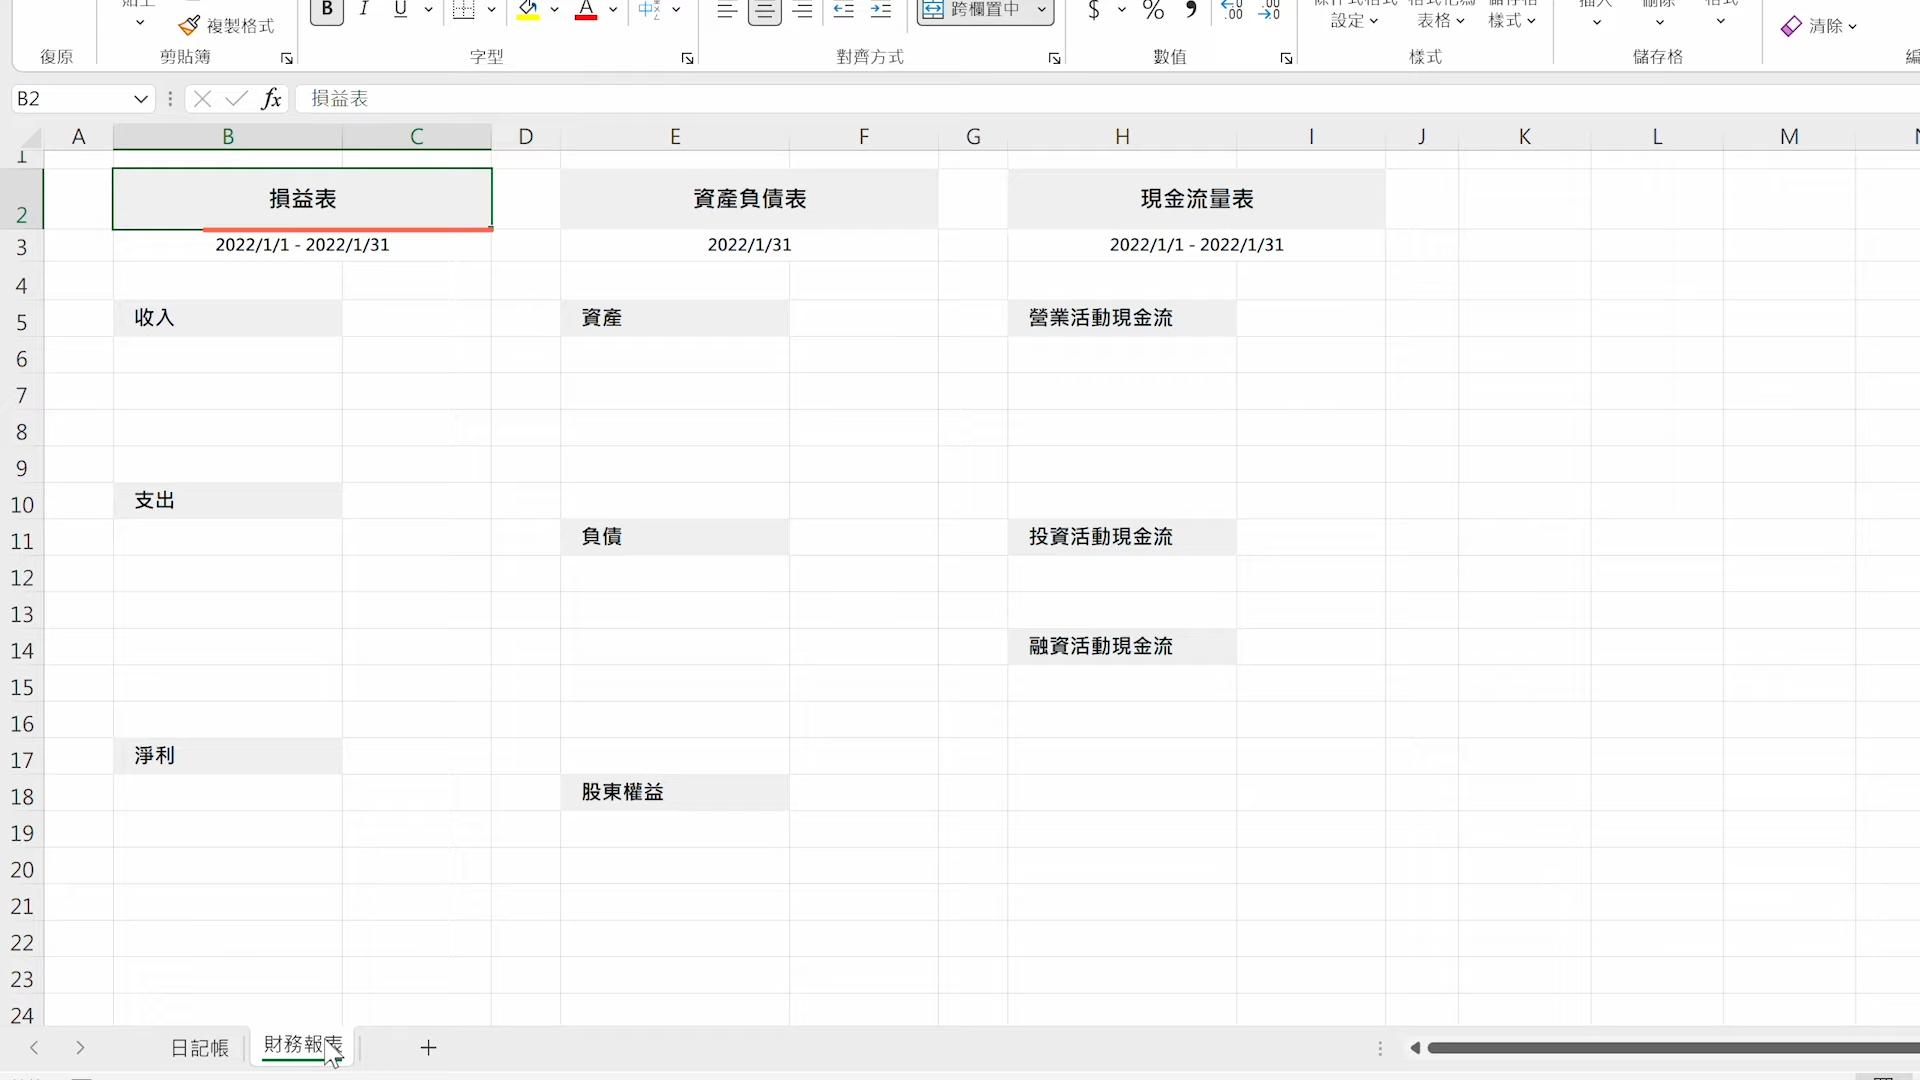 複製格式
B I U A 中 跨欄置中 $ % 9 .00 .00
設定 表格 樣式
清除
復原 剪貼簿 字型 對齊方式 數值 樣式 儲存格
B2 fx 損益表
A B C D E F G H I J K L M
1
2 損益表 資產負債表 現金流量表
3 2022/1/1 - 2022/1/31 2022/1/31 2022/1/1 - 2022/1/31
4
5 收入 資產 營業活動現金流
6
7
8
9
10 支出
11 負債 投資活動現金流
12
13
14 融資活動現金流
15
16
17 淨利
18 股東權益
19
20
21
22
23
24
日記帳 財務報表 +